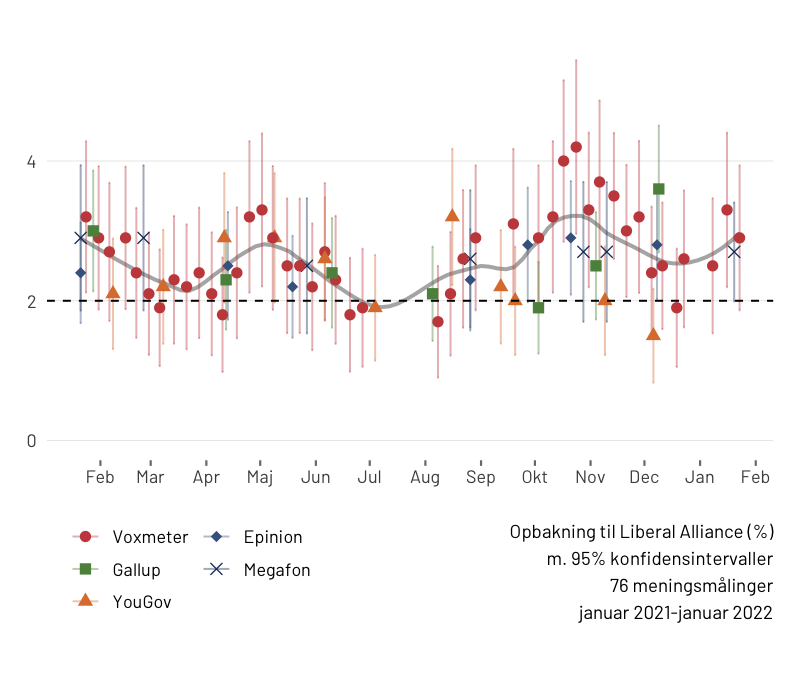 4
2
0
Feb Mar Apr Maj Jun Jul Aug Sep Okt Nov Dec Jan Feb
Voxmeter Epinion
Gallup Megafon
YouGov
Opbakning til Liberal Alliance (%)
m. 95% konfidensintervaller
76 meningsmålinger
januar 2021-januar 2022